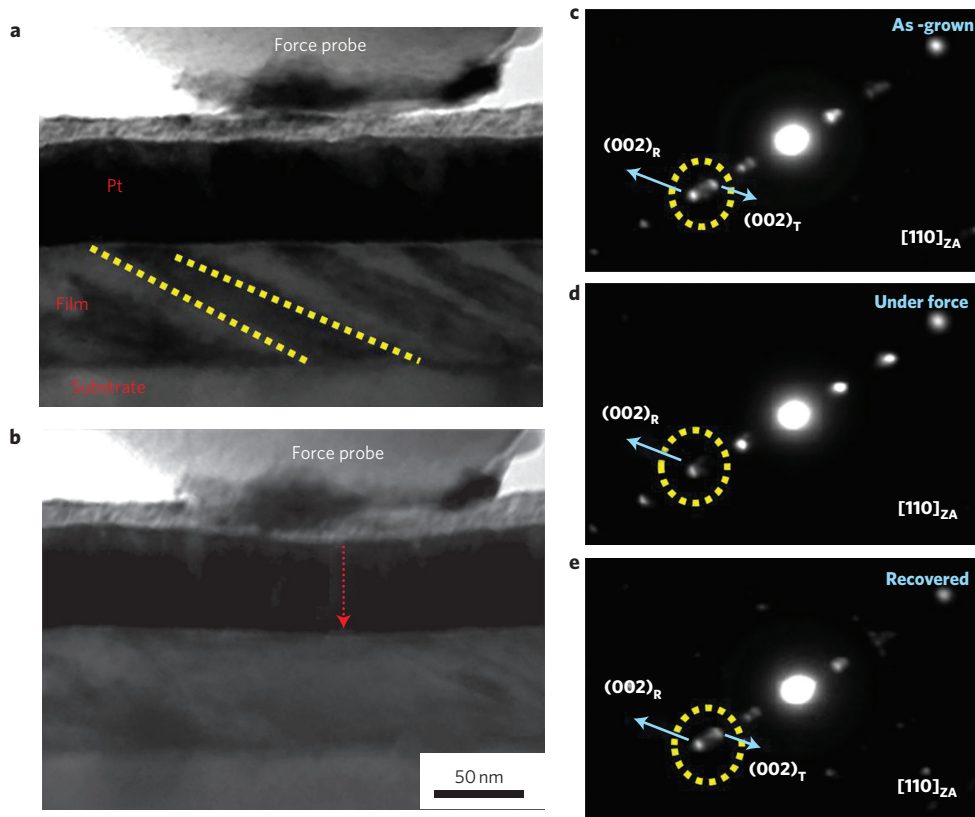 a
Force probe
Pt
Film
Substrate
b
Force probe
50 nm
c
As -grown
(002)R
(002)T
[110]ZA
d
Under force
(002)R
[110]ZA
e
Recovered
(002)R
(002)T
[110]ZA